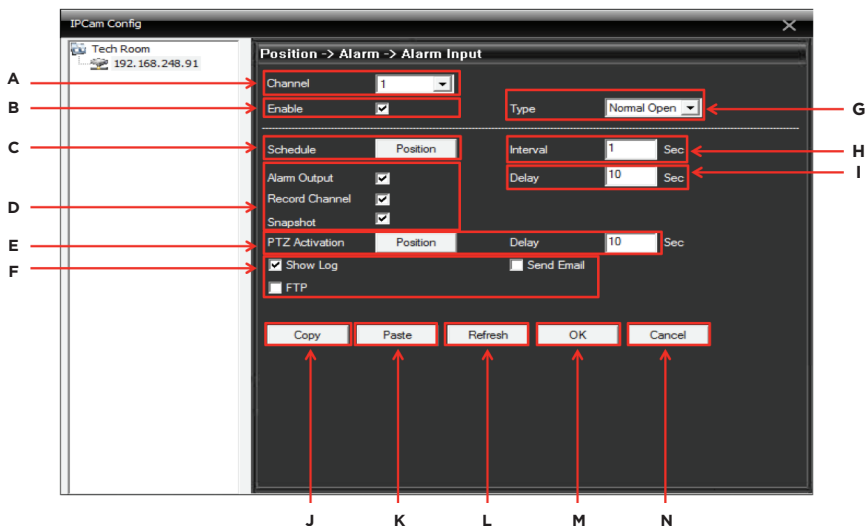 IPCam Config
Tech Room
192.168.248.91
Position -> Alarm -> Alarm Input
A
Channel 1
B
Enable
Type Normal Open
G
C
Schedule Position
Interval 1 Sec
H
Alarm Output
Delay 10 Sec
I
D
Record Channel
Snapshot
E
PTZ Activation Position Delay 10 Sec
F
Show Log
Send Email
FTP
Copy Paste Refresh OK Cancel
J K L M N